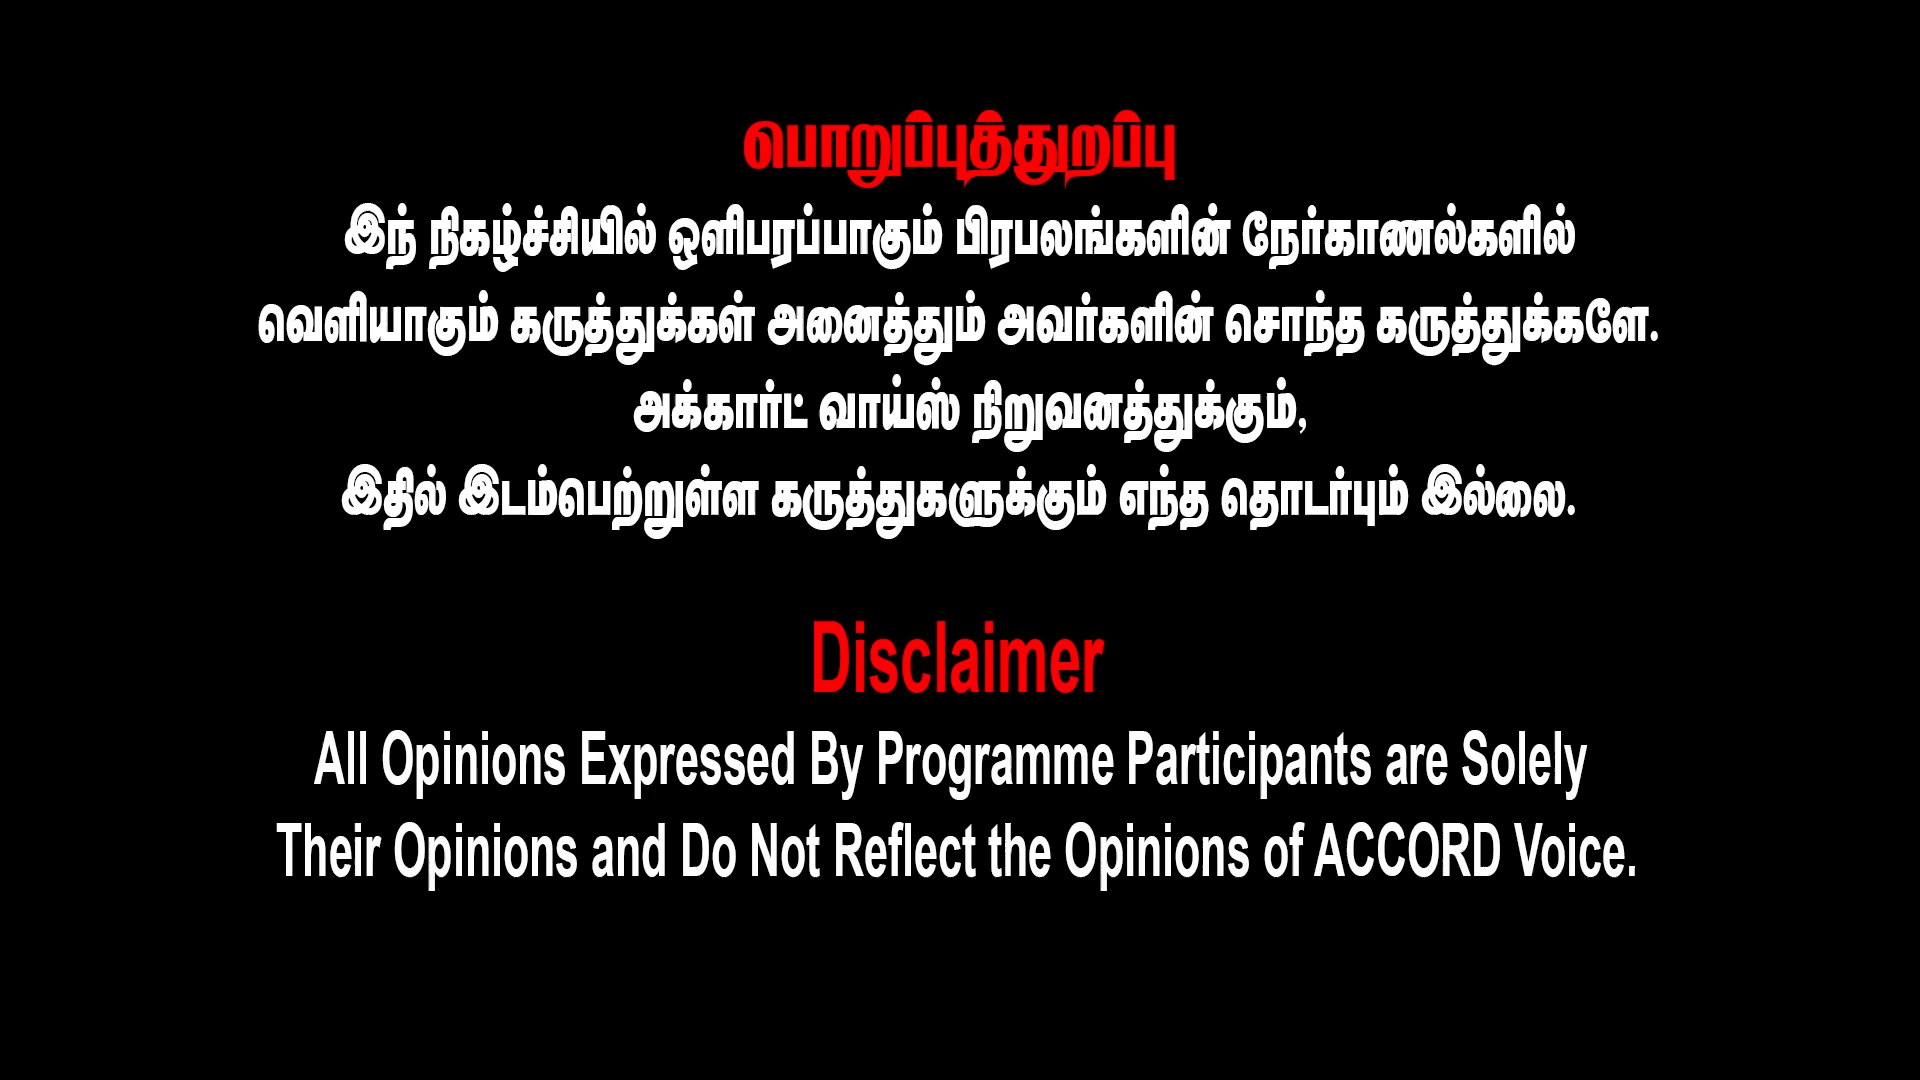 பொறுப்புத்துறப்பு
இந் நிகழ்ச்சியில் ஒளிபரப்பாகும் பிரபலங்களின் நேர்காணல்களில்
வெளியாகும் கருத்துக்கள் அனைத்தும் அவர்களின் சொந்த கருத்துக்களே.
அக்கார்ட் வாய்ஸ் நிறுவனத்துக்கும்,
இதில் இடம்பெற்றுள்ள கருத்துகளுக்கும் எந்த தொடர்பும் இல்லை.
Disclaimer
All Opinions Expressed By Programme Participants are Solely
Their Opinions and Do Not Reflect the Opinions of ACCORD Voice.